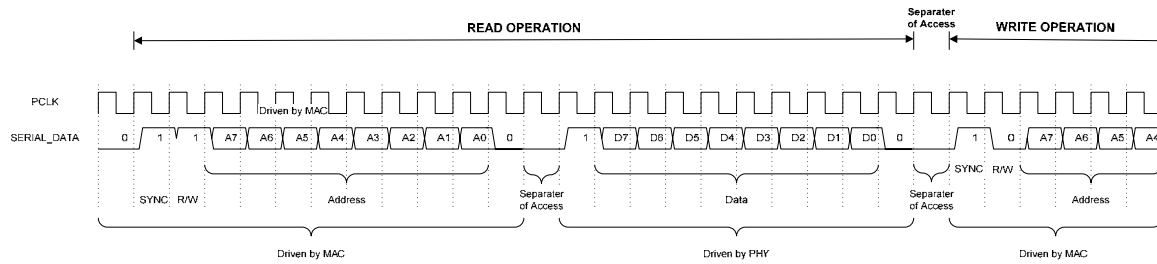 READ OPERATION
Separater
of Access
WRITE OPERATION
PCLK
Driven by MAC
SERIAL_DATA
0 1 1 A7 A6 A5 A4 A3 A2 A1 A0 0 1 D7 D6 D5 D4 D3 D2 D1 D0 0 1 0 A7 A6 A5 A4
SYNC R/W Address
Separater
of Access
Data
Separater
of Access
SYNC R/W Address
Driven by MAC
Driven by PHY
Driven by MAC